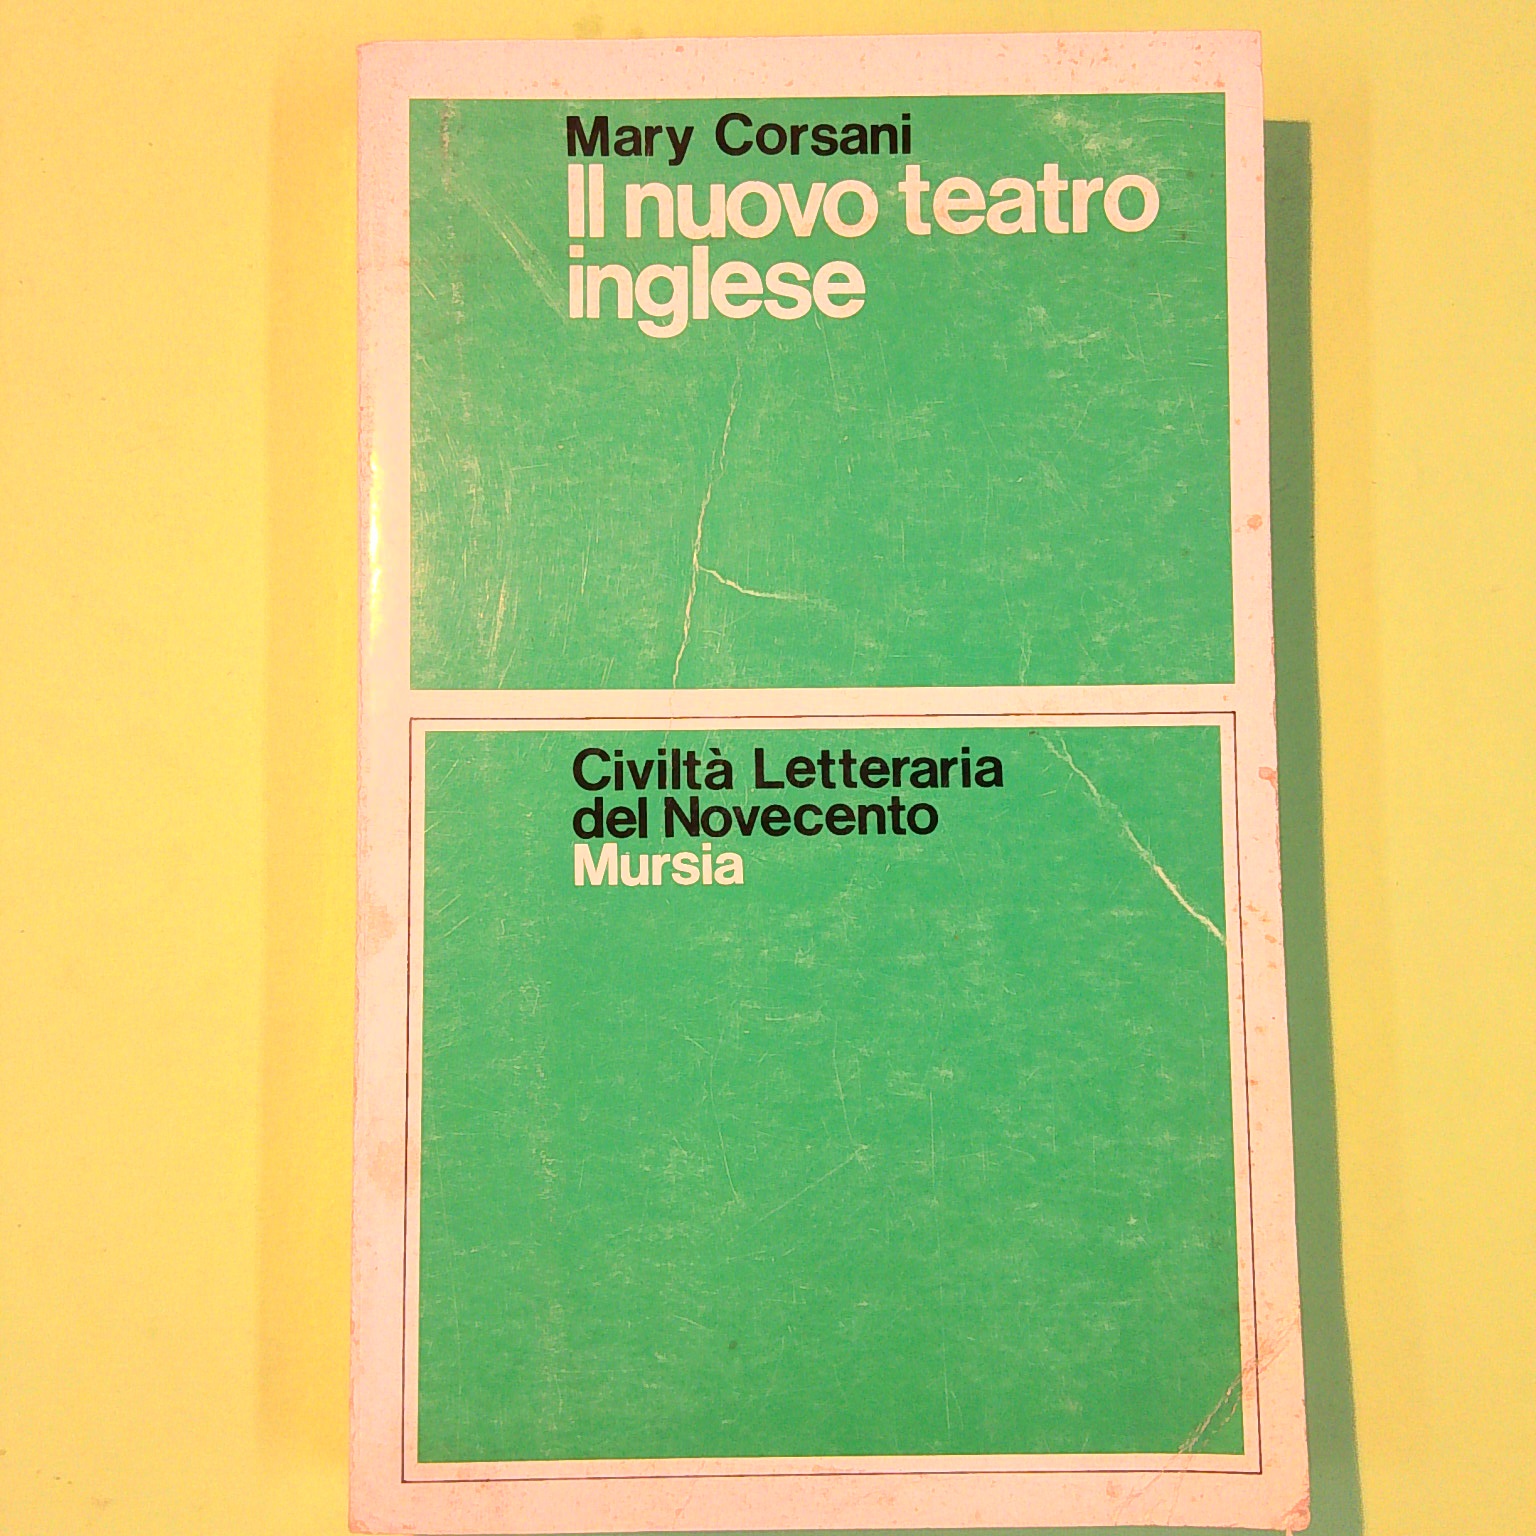 Mary Corsani
Il nuovo teatro
inglese
Civiltà Letteraria
del Novecento
Mursia